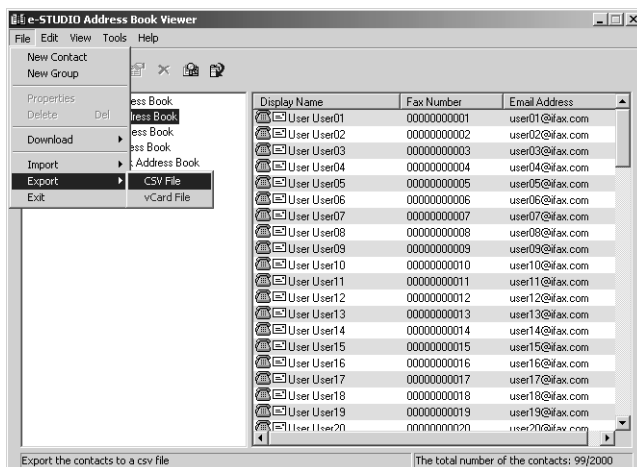 e-STUDIO Address Book Viewer
File Edit View Tools Help
New Contact
New Group
Properties
Delete Del
Download
Import
Export
Exit
CSV File
vCard File
ess Book
ress Book
ess Book
ess Book
Address Book
Display Name Fax Number Email Address
User User01 00000000001 user01@ifax.com
User User02 00000000002 user02@ifax.com
User User03 00000000003 user03@ifax.com
User User04 00000000004 user04@ifax.com
User User05 00000000005 user05@ifax.com
User User06 00000000006 user06@ifax.com
User User07 00000000007 user07@ifax.com
User User08 00000000008 user08@ifax.com
User User09 00000000009 user09@ifax.com
User User10 00000000010 user10@ifax.com
User User11 00000000011 user11@ifax.com
User User12 00000000012 user12@ifax.com
User User13 00000000013 user13@ifax.com
User User14 00000000014 user14@ifax.com
User User15 00000000015 user15@ifax.com
User User16 00000000016 user16@ifax.com
User User17 00000000017 user17@ifax.com
User User18 00000000018 user18@ifax.com
User User19 00000000019 user19@ifax.com
User User20 00000000020 user20@ifax.com
Export the contacts to a csv file
The total number of the contacts: 99/2000